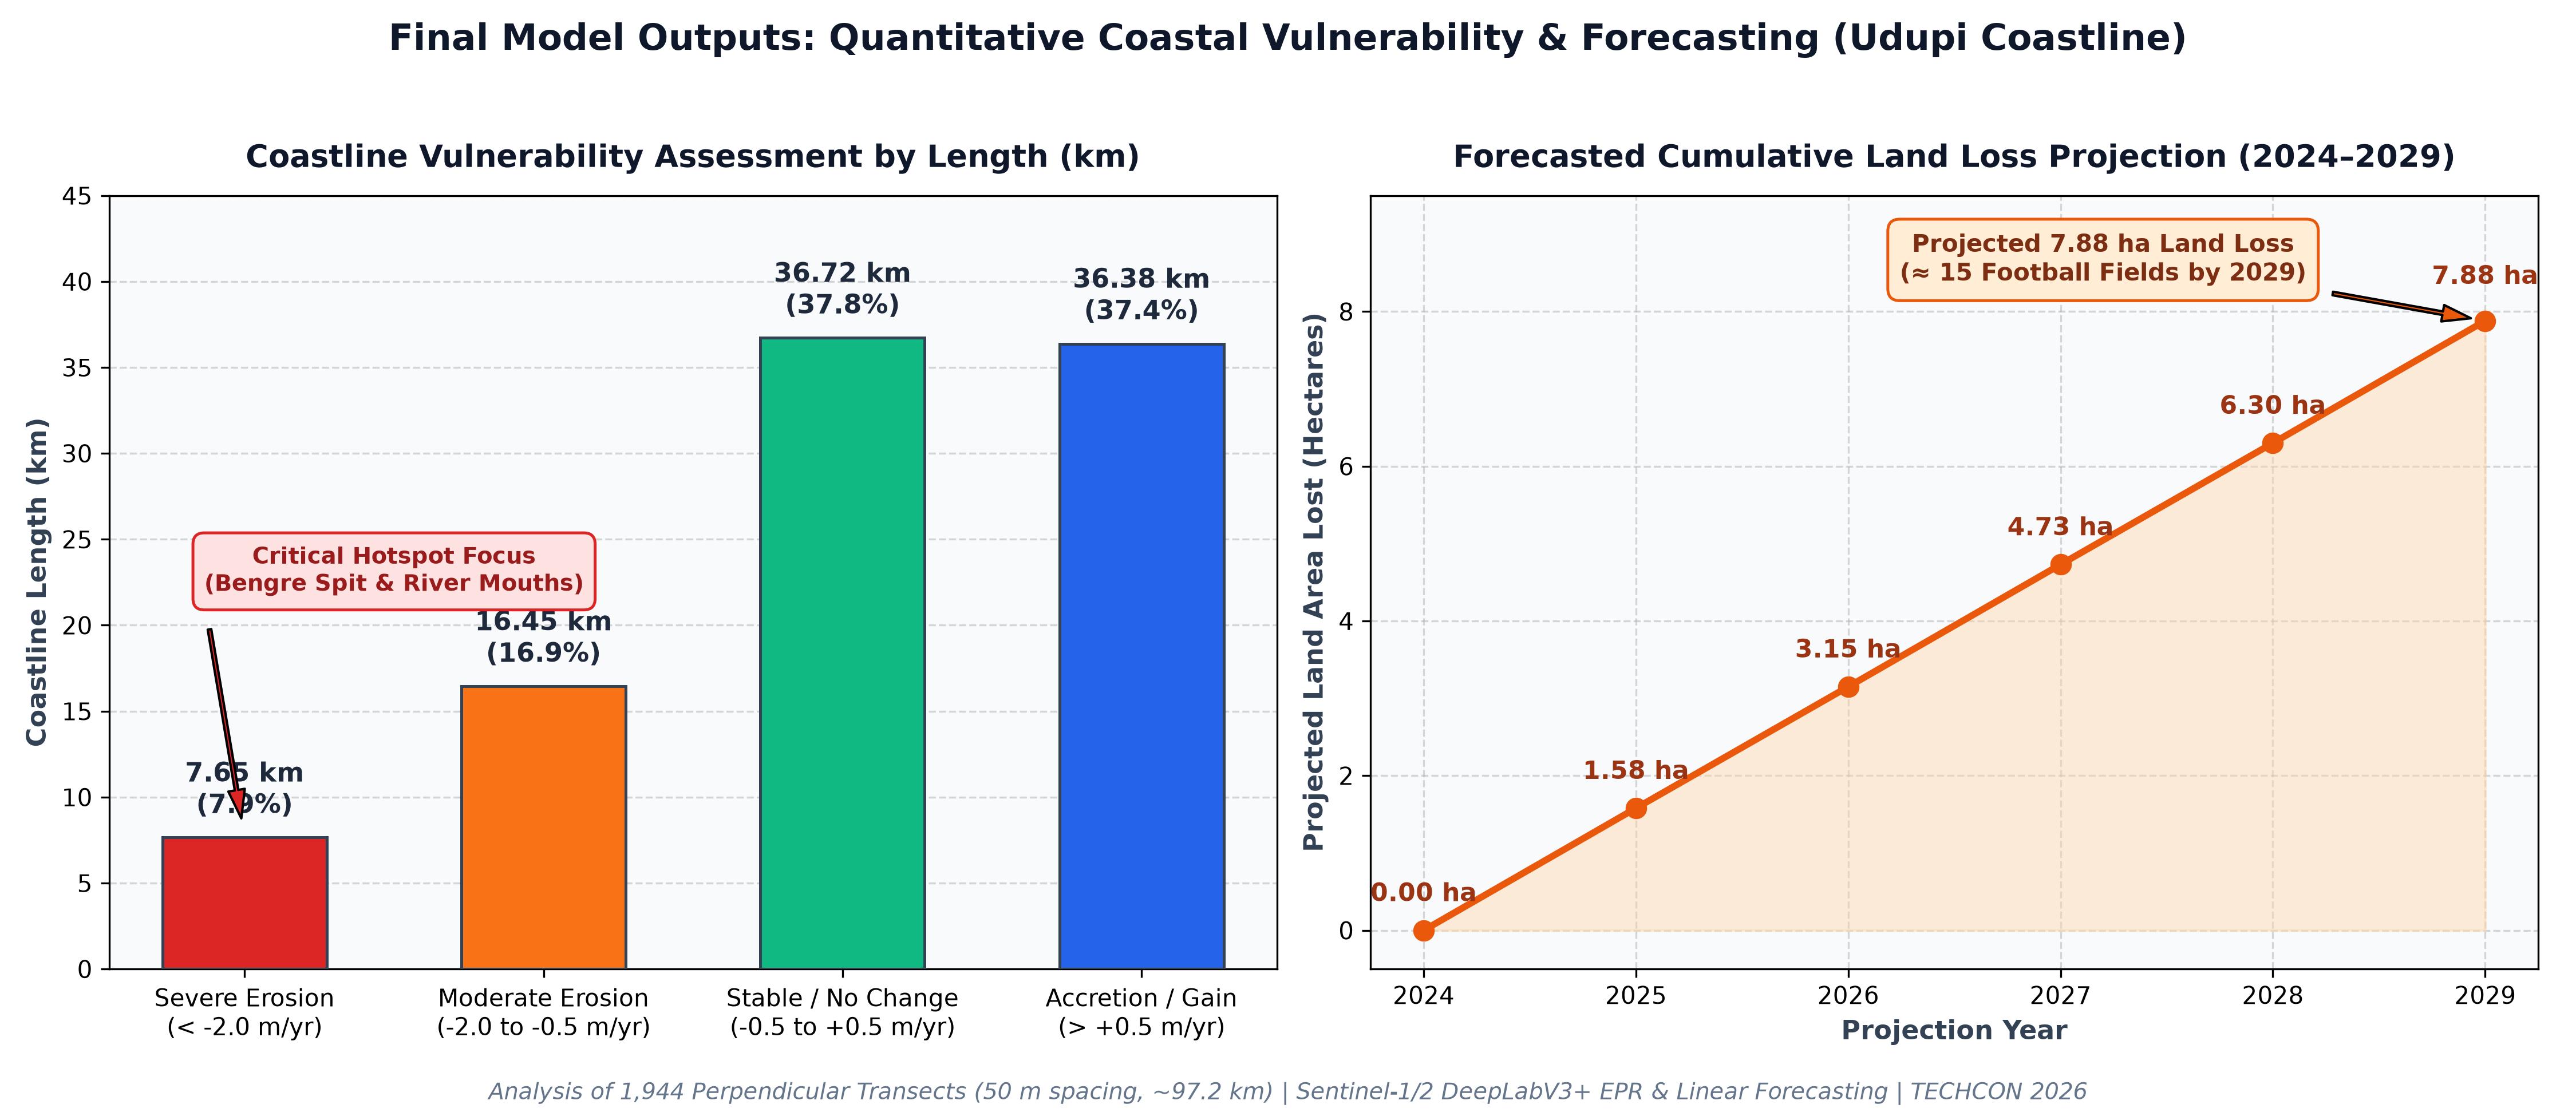 Final Model Outputs: Quantitative Coastal Vulnerability & Forecasting (Udupi Coastline)
Coastline Vulnerability Assessment by Length (km)
Coastline Length (km)
45
40
35
30
25
20
15
10
5
0
36.72 km
(37.8%)
36.38 km
(37.4%)
Critical Hotspot Focus
(Bengre Spit & River Mouths)
16.45 km
(16.9%)
7.65 km
(7.9%)
Severe Erosion
(< -2.0 m/yr)
Moderate Erosion
(-2.0 to -0.5 m/yr)
Stable / No Change
(-0.5 to +0.5 m/yr)
Accretion / Gain
(> +0.5 m/yr)
Forecasted Cumulative Land Loss Projection (2024–2029)
Projected Land Area Lost (Hectares)
8
6
4
2
0
Projected 7.88 ha Land Loss
(≈ 15 Football Fields by 2029)
7.88 ha
6.30 ha
4.73 ha
3.15 ha
1.58 ha
0.00 ha
2024
2025
2026
2027
2028
2029
Projection Year
Analysis of 1,944 Perpendicular Transects (50 m spacing, ~97.2 km) | Sentinel-1/2 DeepLabV3+ EPR & Linear Forecasting | TECHCON 2026